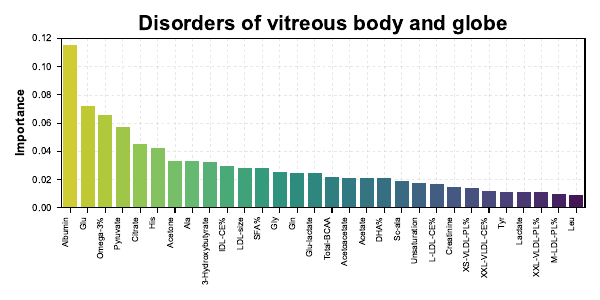 Disorders of vitreous body and globe
Importance
0.12
0.10
0.08
0.06
0.04
0.02
0.00
Albumin
Glu
Omega-3%
Pyruvate
Citrate
His
Acetone
Ala
3-Hydroxybutyrate
IDL-CE%
LDL-size
SFA%
Gly
Gln
Glu-lactate
Total-BCAA
Acetoacetate
Acetate
DHA%
Sc-ala
Unsaturation
L-LDL-CE%
Creatinine
XS-VLDL-PL%
XXL-VLDL-CE%
Tyr
Lactate
XXL-VLDL-PL%
M-LDL-PL%
Leu